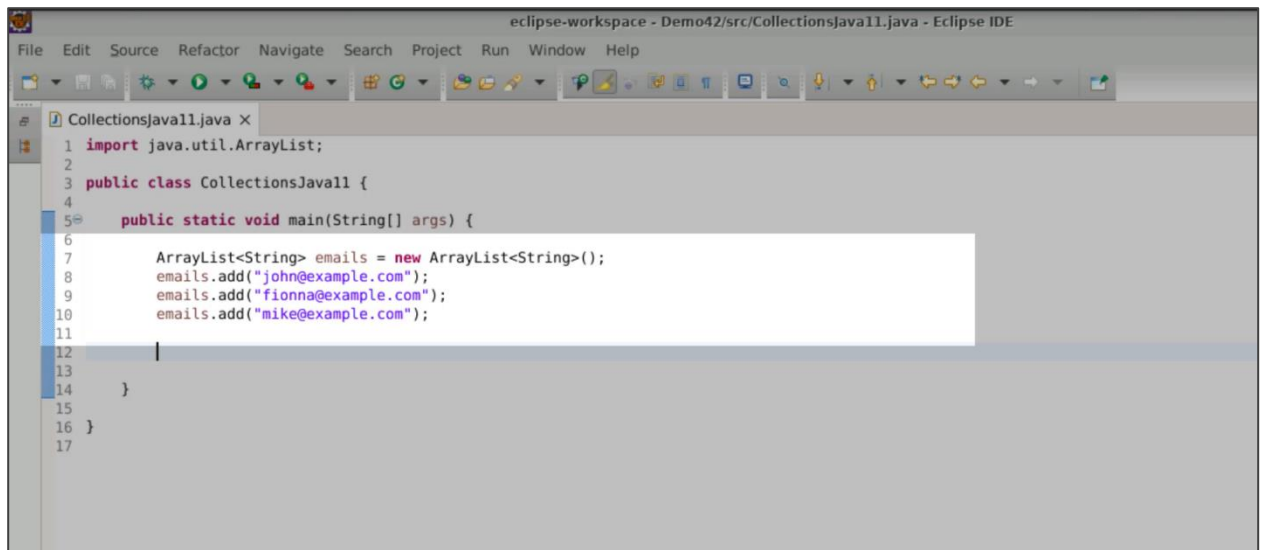 eclipse-workspace - Demo42/src/CollectionsJava11.java - Eclipse IDE
File Edit Source Refactor Navigate Search Project Run Window Help
CollectionsJava11.java
1 import java.util.ArrayList;
2
3 public class CollectionsJava11 {
4
5 public static void main(String[] args) {
6
7 ArrayList<String> emails = new ArrayList<String>();
8 emails.add("john@example.com");
9 emails.add("fionna@example.com");
10 emails.add("mike@example.com");
11
12
13
14 }
15
16 }
17